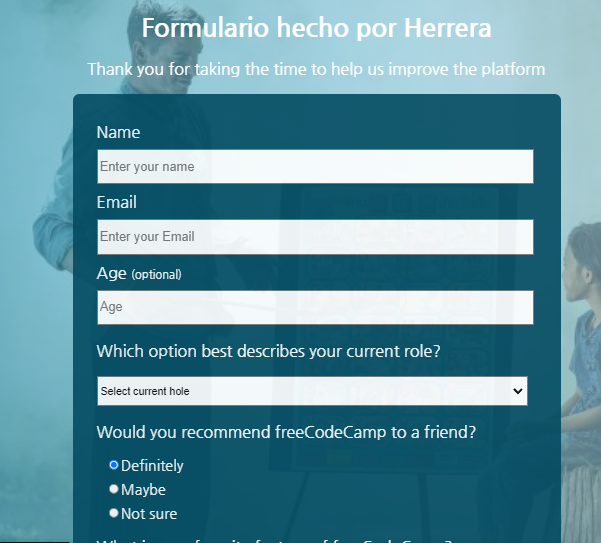 Formulario hecho por Herrera
Thank you for taking the time to help us improve the platform
Name
Enter your name
Email
Enter your Email
Age (optional)
Age
Which option best describes your current role?
Select current hole
Would you recommend freeCodeCamp to a friend?
Definitely
Maybe
Not sure